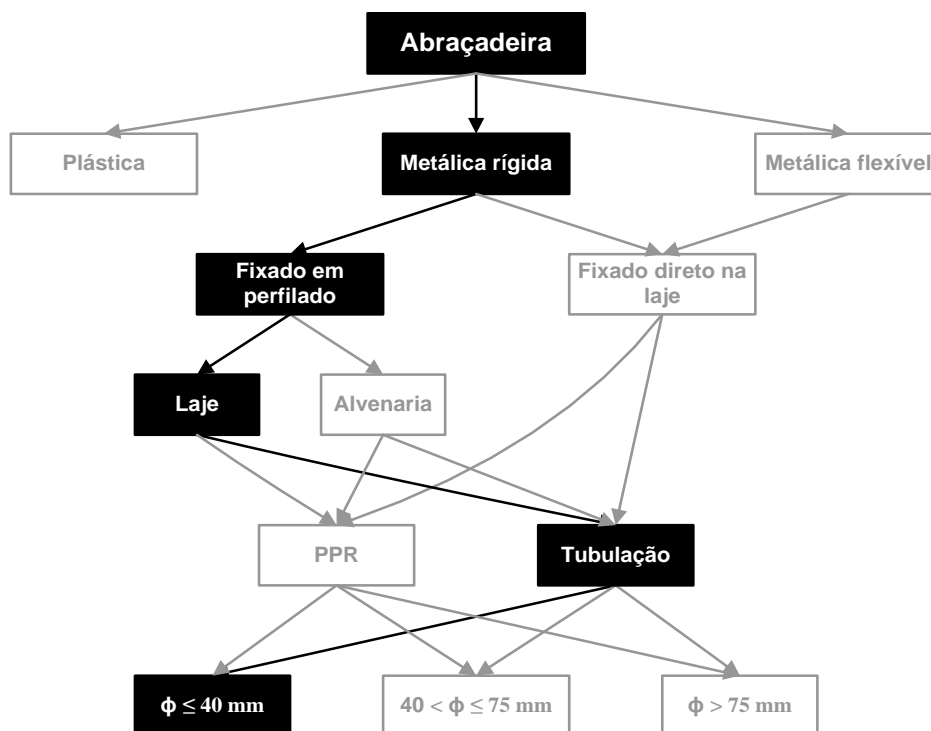 Abraçadeira
Plástica
Metálica rígida
Metálica flexível
Fixado em
perfilado
Fixado direto na
laje
Laje
Alvenaria
PPR
Tubulação
ϕ ≤ 40 mm
40 < ϕ ≤ 75 mm
ϕ > 75 mm